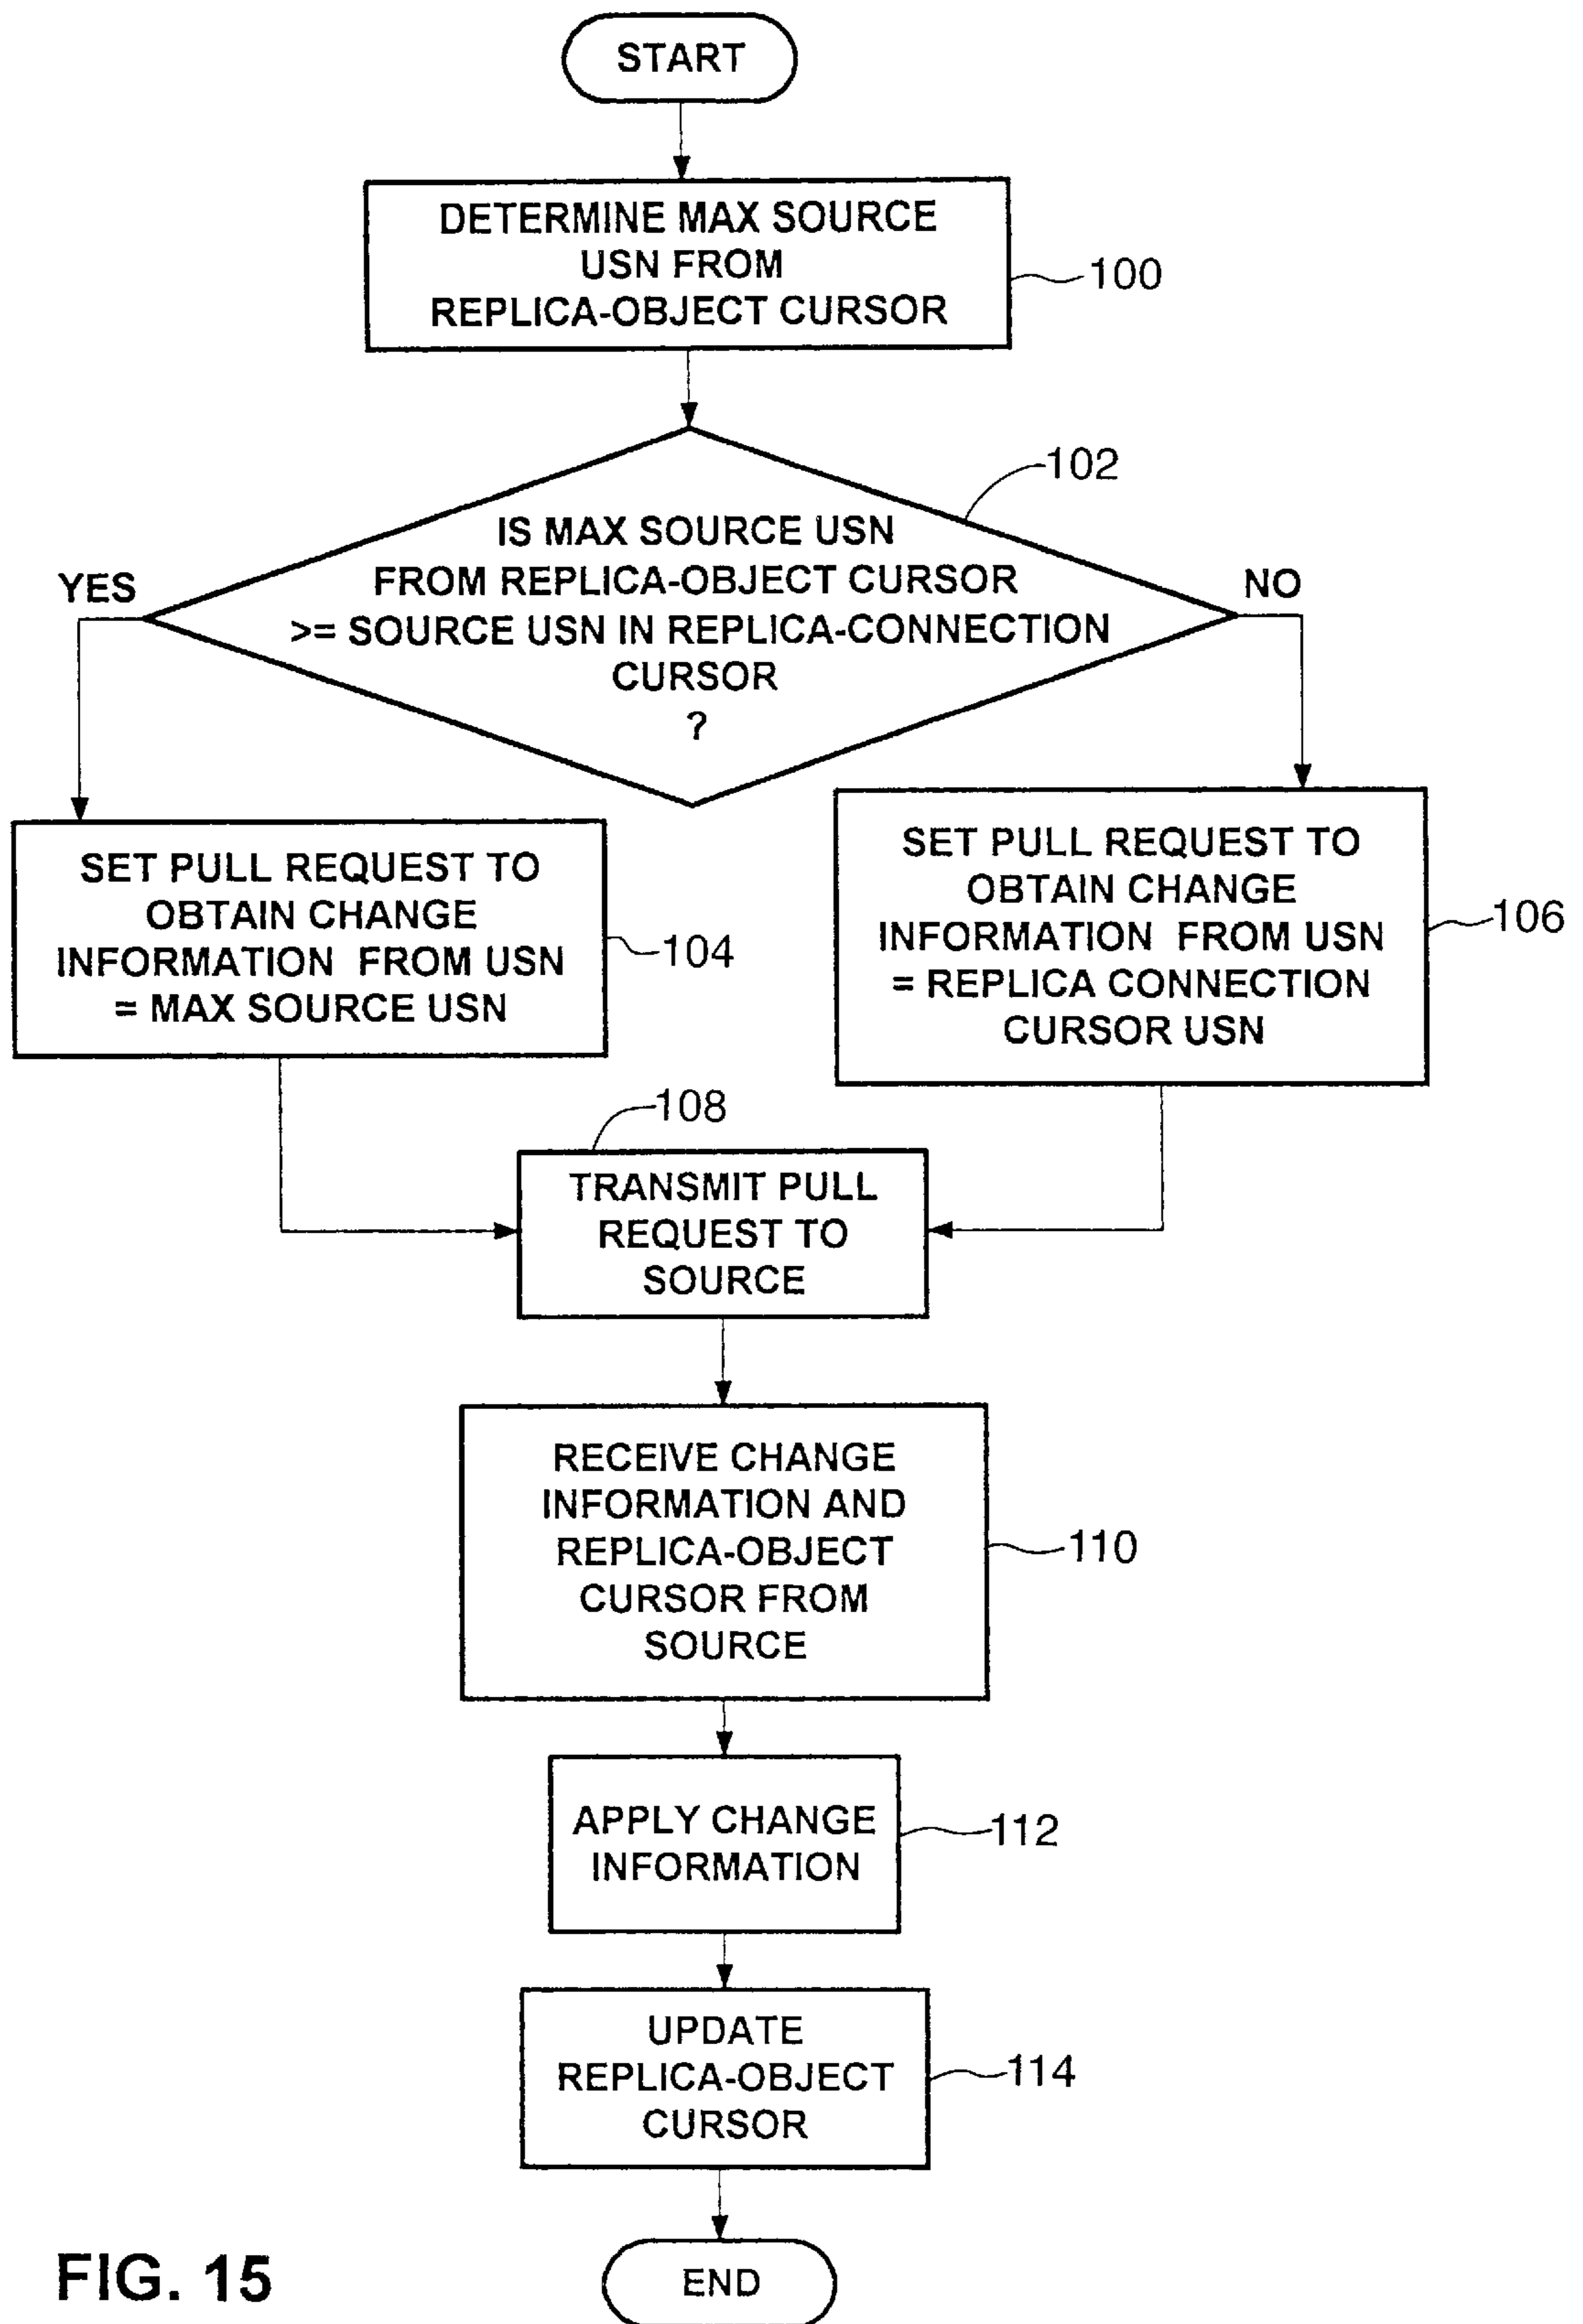 START
DETERMINE MAX SOURCE
USN FROM
REPLICA-OBJECT CURSOR
100
102
IS MAX SOURCE USN
FROM REPLICA-OBJECT CURSOR
>= SOURCE USN IN REPLICA-CONNECTION
CURSOR
?
YES
NO
SET PULL REQUEST TO
OBTAIN CHANGE
INFORMATION FROM USN
= MAX SOURCE USN
104
SET PULL REQUEST TO
OBTAIN CHANGE
INFORMATION FROM USN
= REPLICA CONNECTION
CURSOR USN
106
108
TRANSMIT PULL
REQUEST TO
SOURCE
RECEIVE CHANGE
INFORMATION AND
REPLICA-OBJECT
CURSOR FROM
SOURCE
110
APPLY CHANGE
INFORMATION
112
UPDATE
REPLICA-OBJECT
CURSOR
114
END
FIG. 15